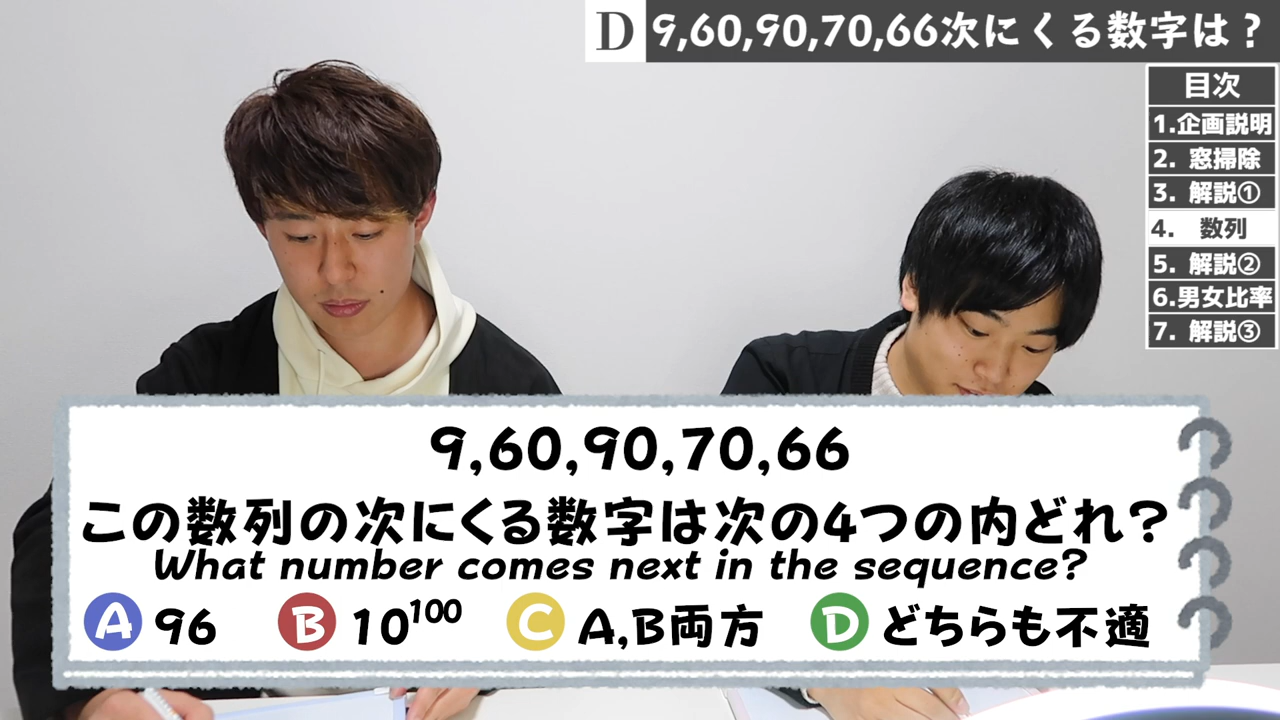 D 9,60,90,70,66次にくる数字は？
目次
1.企画説明
2. 窓掃除
3. 解説①
4. 数列
5. 解説②
6.男女比率
7. 解説③
9,60,90,70,66
この数列の次にくる数字は次の4つの内どれ？
What number comes next in the sequence?
A 96 B 10¹⁰⁰ C A,B両方 D どちらも不適